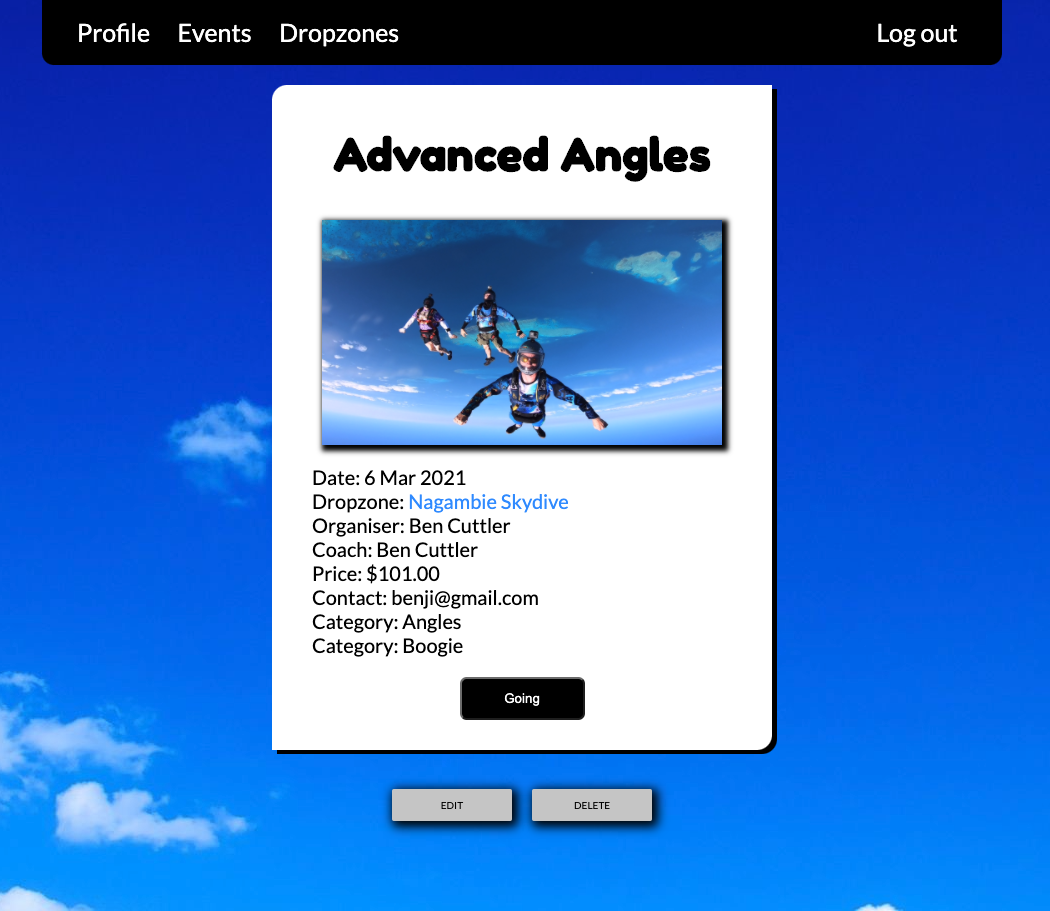 Profile Events Dropzones Log out
Advanced Angles
Date: 6 Mar 2021
Dropzone: Nagambie Skydive
Organiser: Ben Cuttler
Coach: Ben Cuttler
Price: $101.00
Contact: benji@gmail.com
Category: Angles
Category: Boogie
Going
EDIT DELETE